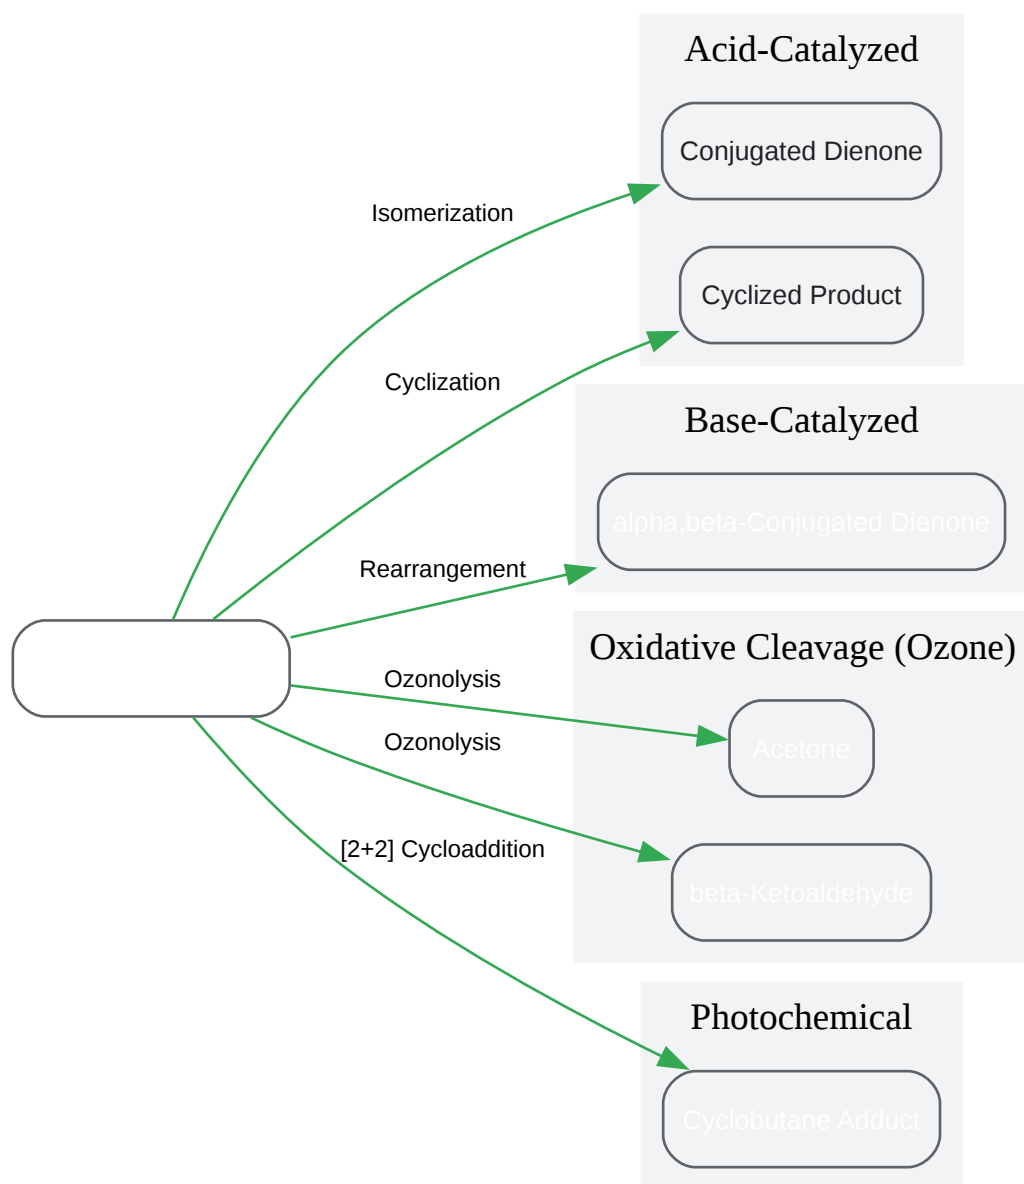 Acid-Catalyzed
Conjugated Dienone
Isomerization
Cyclized Product
Cyclization
Base-Catalyzed
alpha,beta-Conjugated Dienone
Rearrangement
Oxidative Cleavage (Ozone)
Ozonolysis
Acetone
Ozonolysis
beta-Ketoaldehyde
[2+2] Cycloaddition
Photochemical
Cyclobutane Adduct